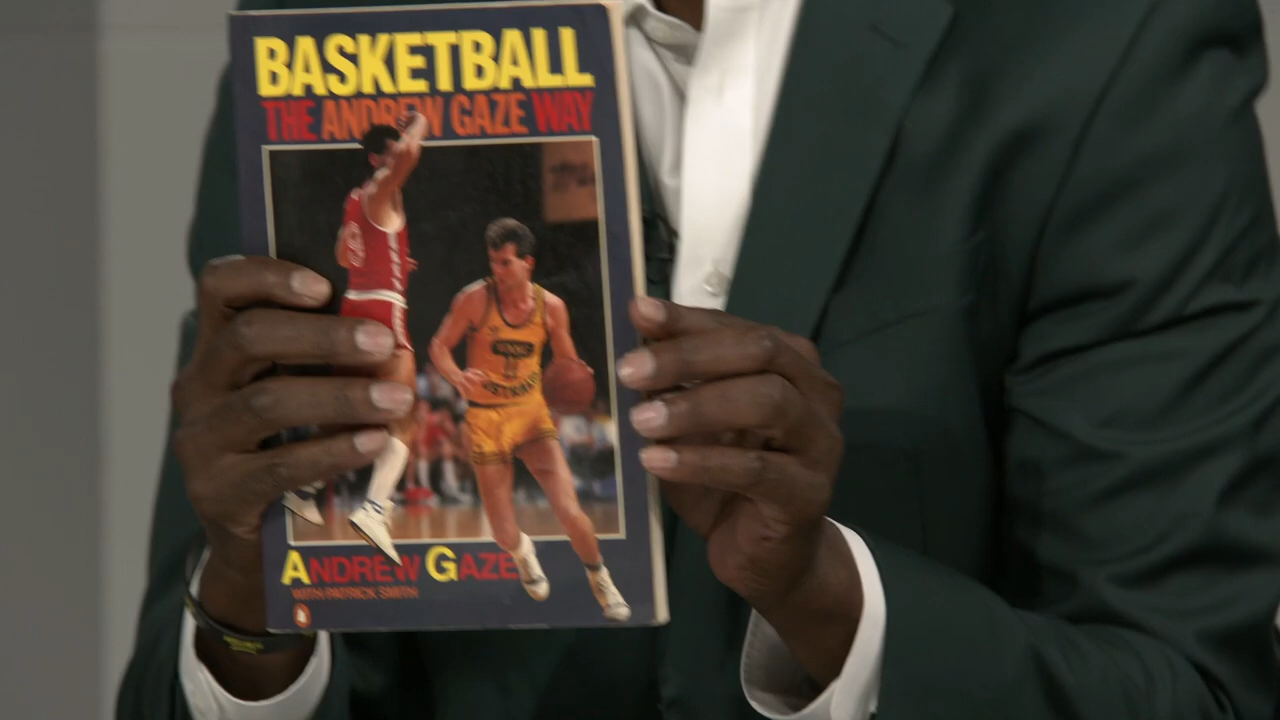 BASKETBALL
THE ANDREW GAZE WAY
ANDREW GAZE
WITH PATRICK SMITH